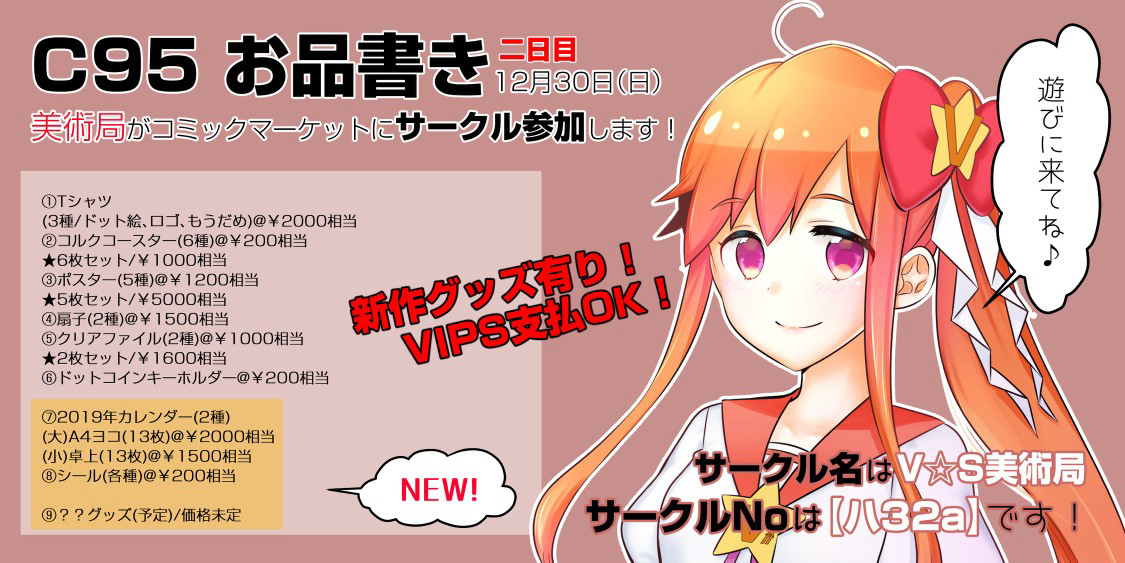 C95 お品書き
二日目
12月30日(日)
美術局がコミックマーケットにサークル参加します！
遊びに来てね♪
①Tシャツ
(3種/ドット絵、ロゴ、もうだめ)@￥2000相当
②コルクコースター(6種)@￥200相当
★6枚セット/￥1000相当
③ポスター(5種)@￥1200相当
★5枚セット/￥5000相当
④扇子(2種)@￥1500相当
⑤クリアファイル(2種)@￥1000相当
★2枚セット/￥1600相当
⑥ドットコインキーホルダー@￥200相当
新作グッズ有り！
VIPS支払OK！
⑦2019年カレンダー(2種)
(大)A4ヨコ(13枚)@￥2000相当
(小)卓上(13枚)@￥1500相当
⑧シール(各種)@￥200相当
⑨？？グッズ(予定)/価格未定
NEW!
サークル名はV☆S美術局
サークルNoは【ハ32a】です！
V